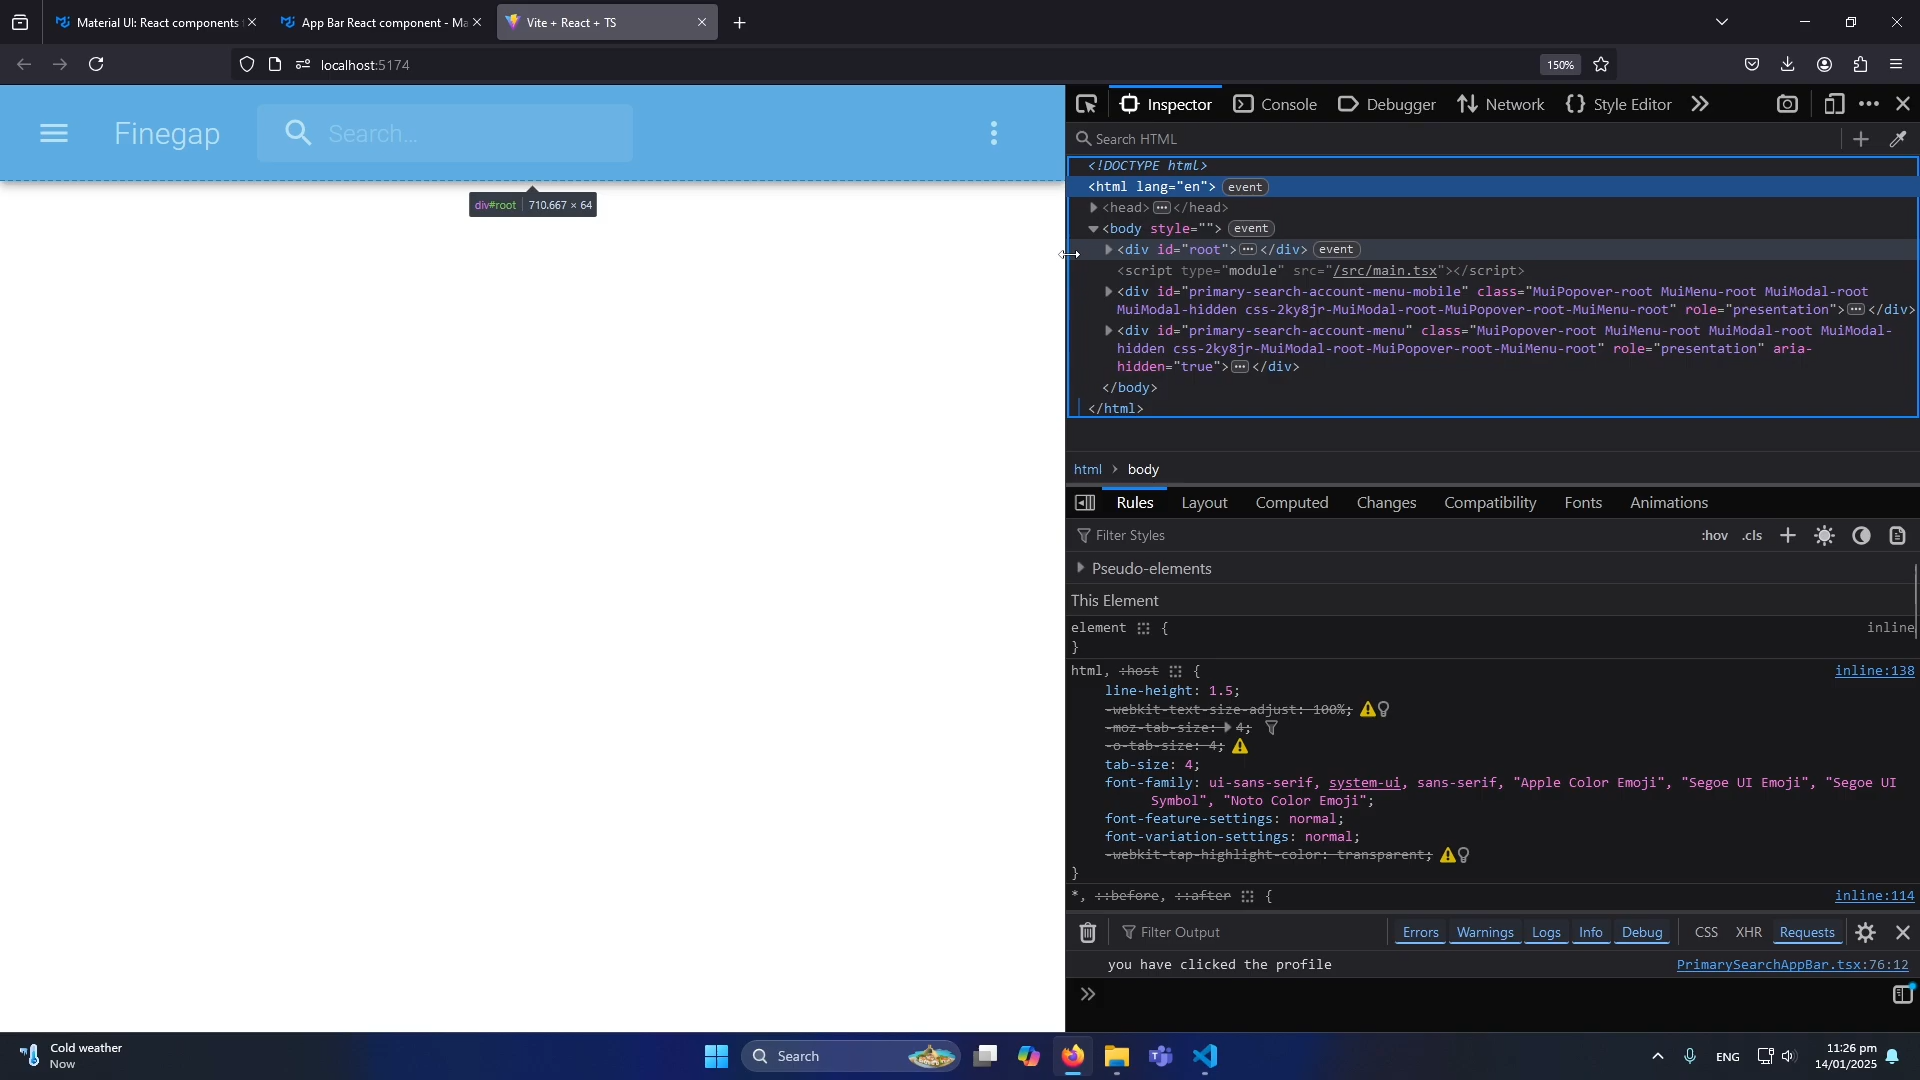 Material UI: React components
App Bar React component - Ma
Vite + React + TS
localhost:5174
150%
Finegap
Search…
div#root 710.667 × 64
Inspector
Console
Debugger
Network
Style Editor
Search HTML
<!DOCTYPE html>
<html lang="en"> event
<head> </head>
<body style=""> event
<div id="root"> </div> event
<script type="module" src="/src/main.tsx"></script>
<div id="primary-search-account-menu-mobile" class="MuiPopover-root MuiMenu-root MuiModal-root
MuiModal-hidden css-2ky8jr-MuiModal-root-MuiPopover-root-MuiMenu-root" role="presentation"> </div>
<div id="primary-search-account-menu" class="MuiPopover-root MuiMenu-root MuiModal-root MuiModal-
hidden css-2ky8jr-MuiModal-root-MuiPopover-root-MuiMenu-root" role="presentation" aria-
hidden="true"> </div>
</body>
</html>
html > body
Rules
Layout
Computed
Changes
Compatibility
Fonts
Animations
Filter Styles
:hov .cls
Pseudo-elements
This Element
element { inline
}
html, :host { inline:138
line-height: 1.5;
-webkit-text-size-adjust: 100%;
-moz-tab-size: 4;
-o-tab-size: 4;
tab-size: 4;
font-family: ui-sans-serif, system-ui, sans-serif, "Apple Color Emoji", "Segoe UI Emoji", "Segoe UI
Symbol", "Noto Color Emoji";
font-feature-settings: normal;
font-variation-settings: normal;
-webkit-tap-highlight-color: transparent;
}
*, ::before, ::after { inline:114
Filter Output
Errors
Warnings
Logs
Info
Debug
CSS
XHR
Requests
you have clicked the profile PrimarySearchAppBar.tsx:76:12
Cold weather
Now
Search
ENG
11:26 pm
14/01/2025